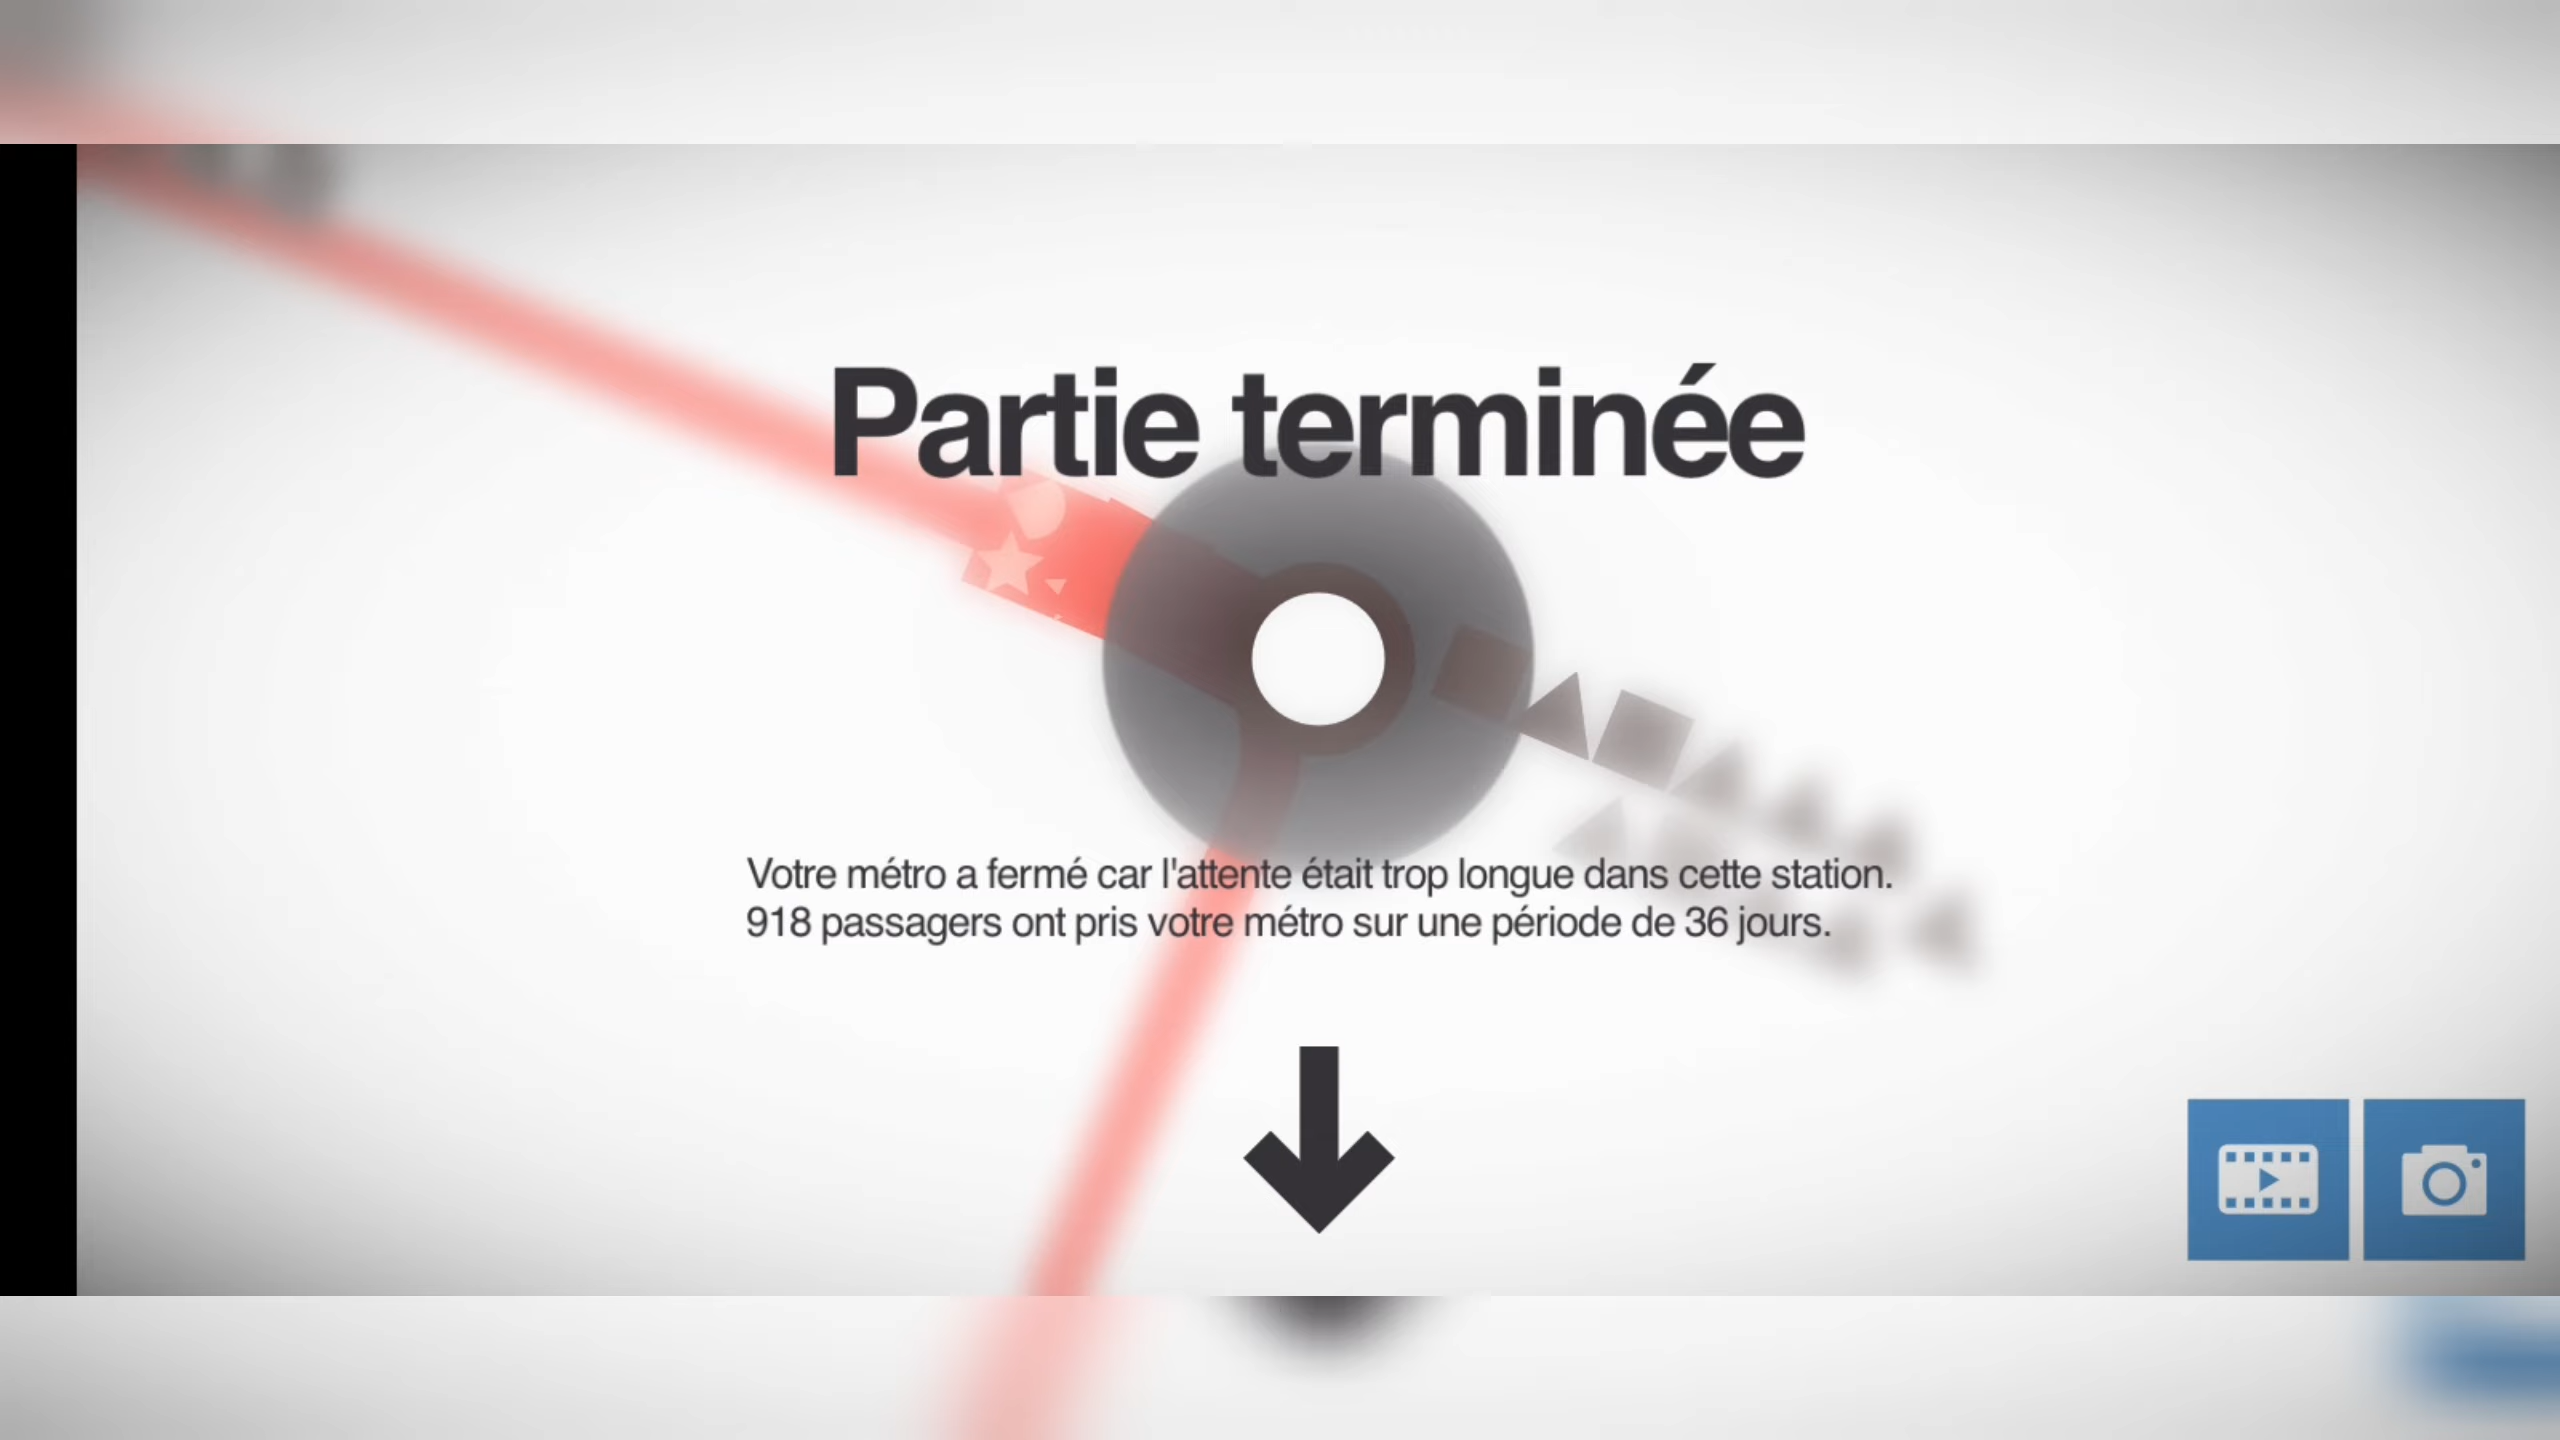 Partie terminée
Votre métro a fermé car l'attente était trop longue dans cette station.
918 passagers ont pris votre métro sur une période de 36 jours.